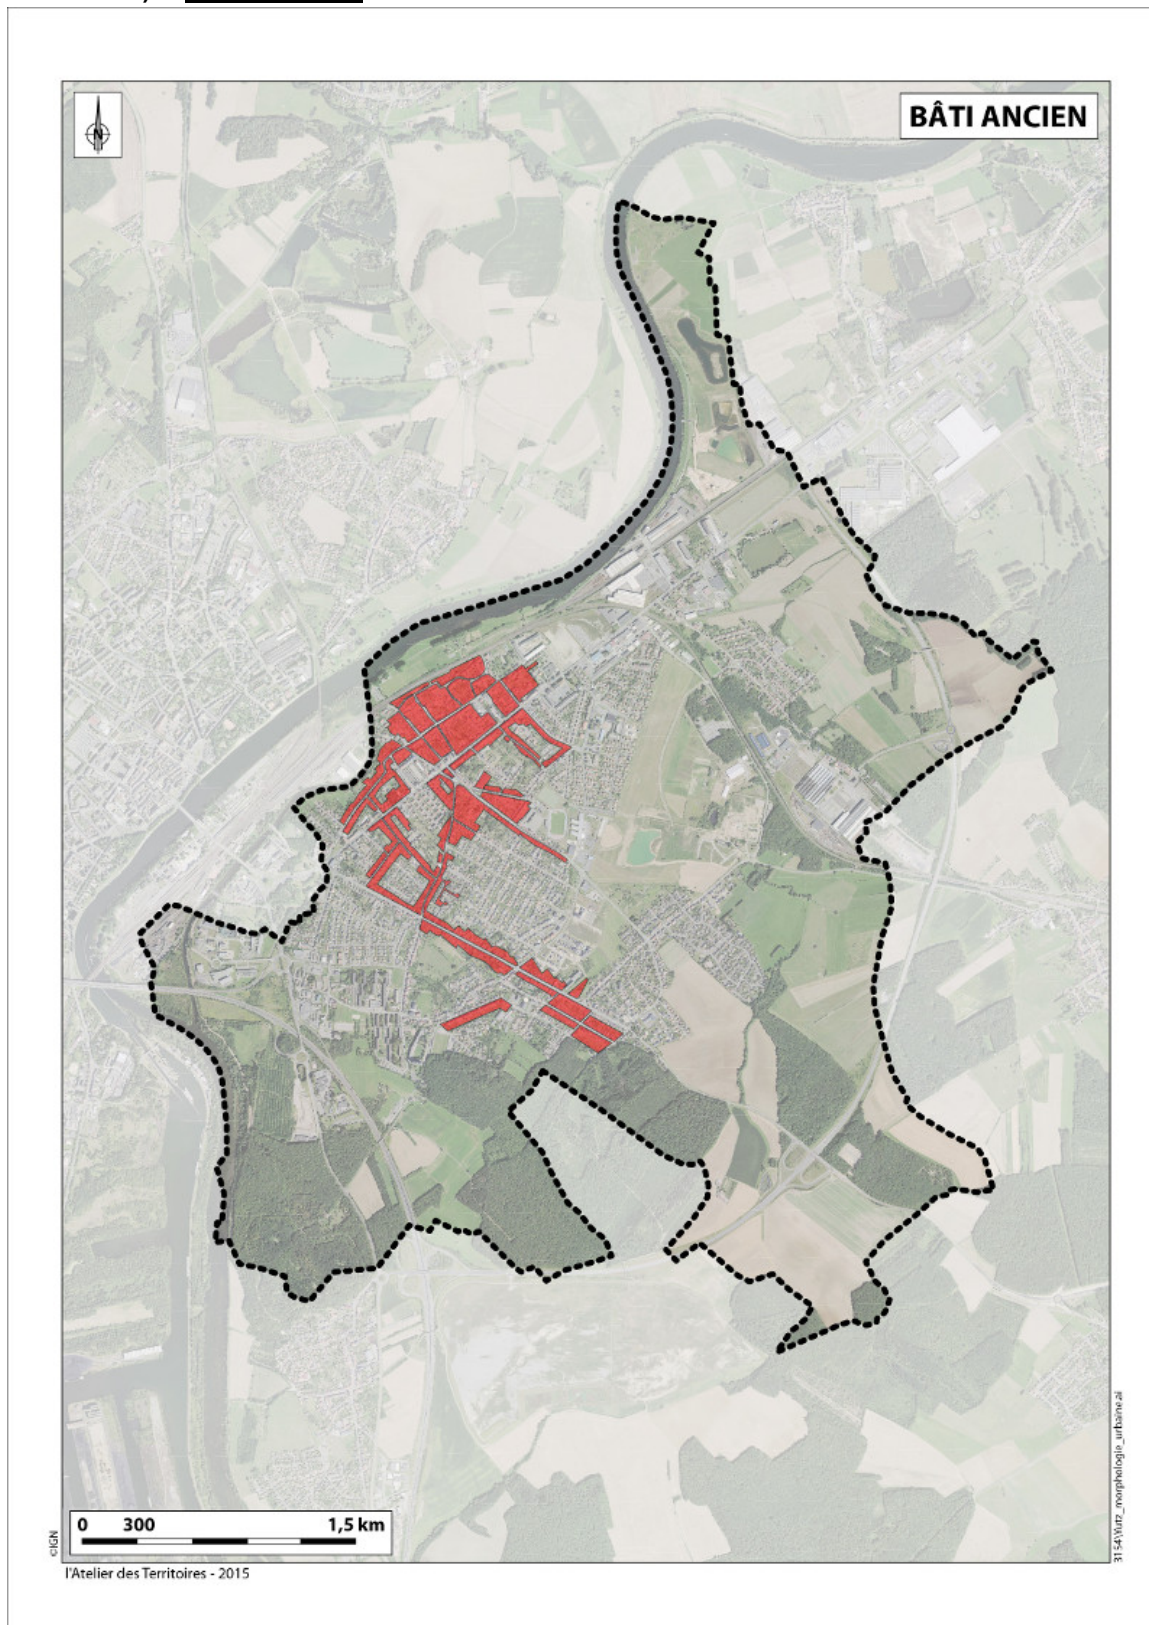 N
BÂTI ANCIEN
0 300 1,5 km
©IGN
l'Atelier des Territoires - 2015
3154\Yutz_morphologie_urbaine.ai